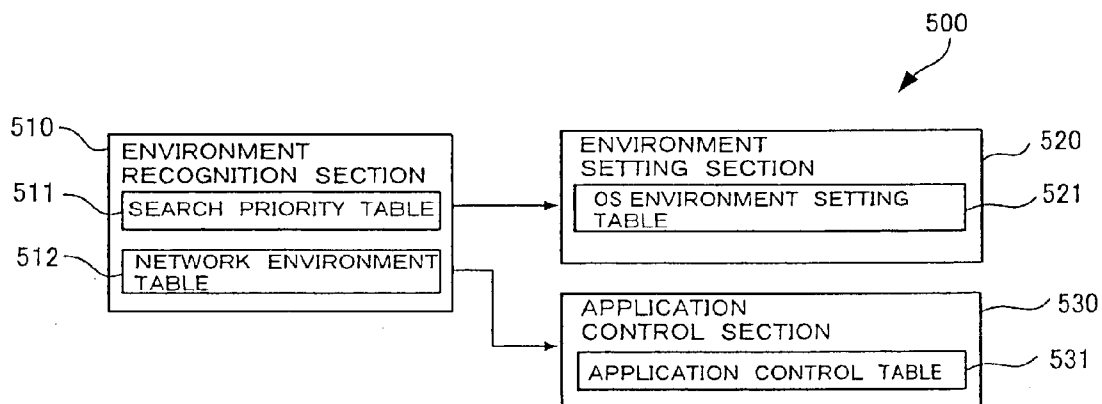 500
510
ENVIRONMENT
RECOGNITION SECTION
511
SEARCH PRIORITY TABLE
512
NETWORK ENVIRONMENT
TABLE
ENVIRONMENT
SETTING SECTION
520
OS ENVIRONMENT SETTING
TABLE
521
APPLICATION
CONTROL SECTION
530
APPLICATION CONTROL TABLE
531